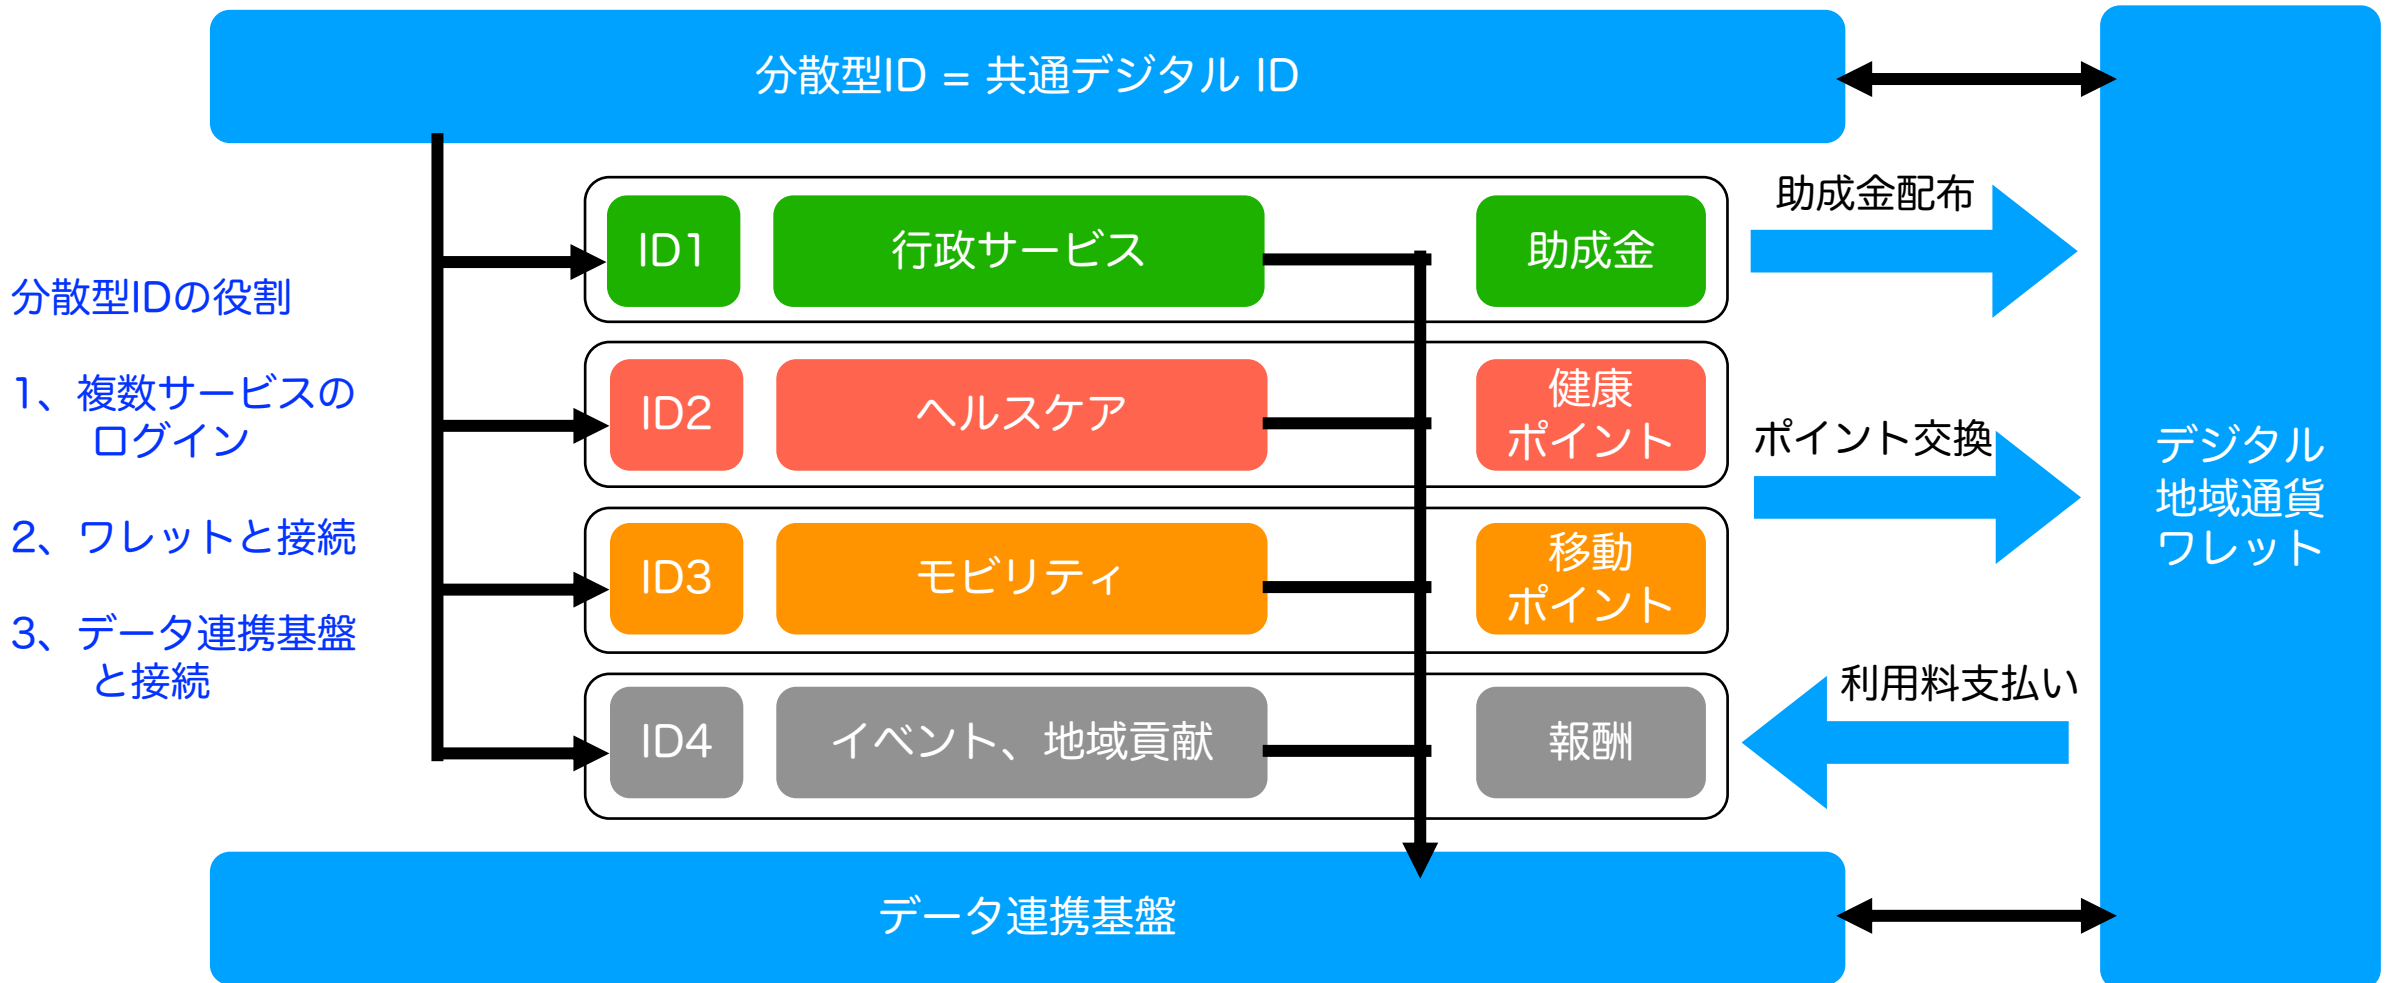 分散型ID = 共通デジタル ID
分散型IDの役割
1、複数サービスの
ログイン
2、ワレットと接続
3、データ連携基盤
と接続
ID1
行政サービス
助成金
ID2
ヘルスケア
健康
ポイント
ID3
モビリティ
移動
ポイント
ID4
イベント、地域貢献
報酬
助成金配布
ポイント交換
利用料支払い
デジタル
地域通貨
ワレット
データ連携基盤